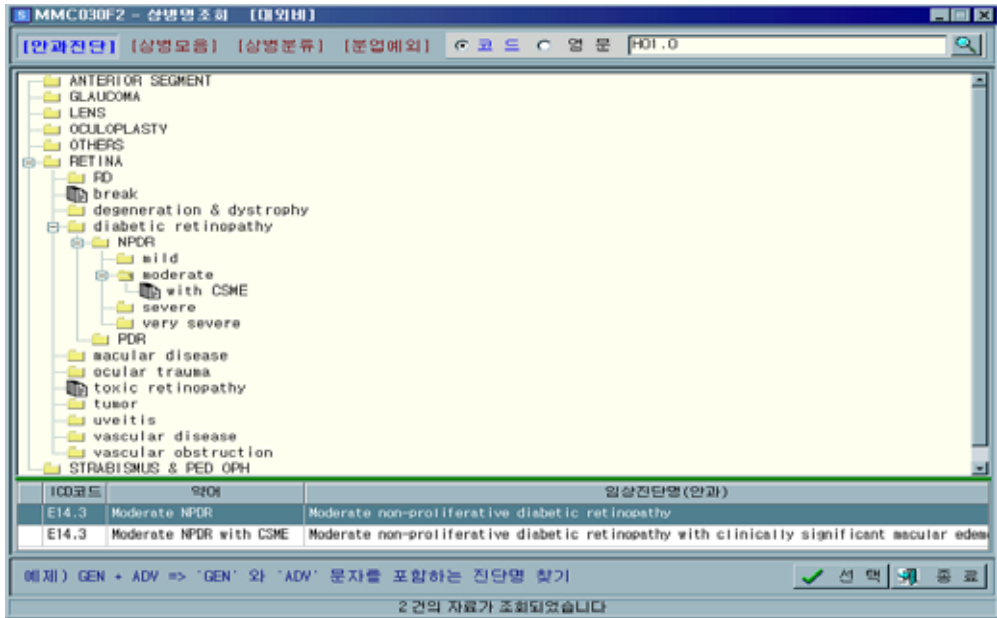 MMC030F2 - 상병명조회 [대외비]
[안과진단] [상병모음] [상병분류] [분업예외] 코드 영문 H01.0
ANTERIOR SEGMENT
GLAUCOMA
LENS
OCULOPLASTY
OTHERS
RETINA
RD
break
degeneration & dystrophy
diabetic retinopathy
NPDR
mild
moderate
with CSME
severe
very severe
PDR
macular disease
ocular trauma
toxic retinopathy
tumor
uveitis
vascular disease
vascular obstruction
STRABISMUS & PED OPH
ICD코드 약어 임상진단명(안과)
E14.3 Moderate NPDR Moderate non-proliferative diabetic retinopathy
E14.3 Moderate NPDR with CSME Moderate non-proliferative diabetic retinopathy with clinically significant macular edem
예제) GEN + ADV => 'GEN' 와 'ADV' 문자를 포함하는 진단명 찾기 선택 종료
2 건의 자료가 조회되었습니다